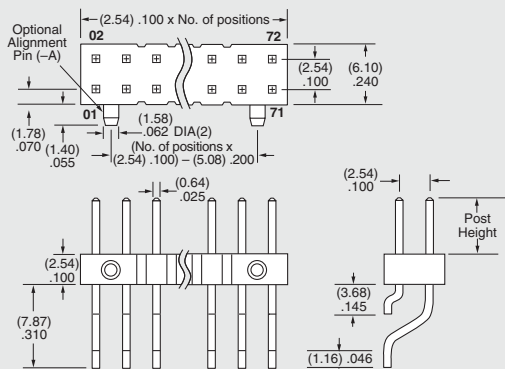 (2.54) .100 x No. of positions
Optional
Alignment
Pin (–A)
02
72
(2.54)
.100
(6.10)
.240
01
71
(1.78)
.070
(1.40)
.055
(1.58)
.062 DIA(2)
(No. of positions x
(2.54) .100) – (5.08) .200
(0.64)
.025
(2.54)
.100
Post
Height
(2.54)
.100
(7.87)
.310
(3.68)
.145
(1.16) .046